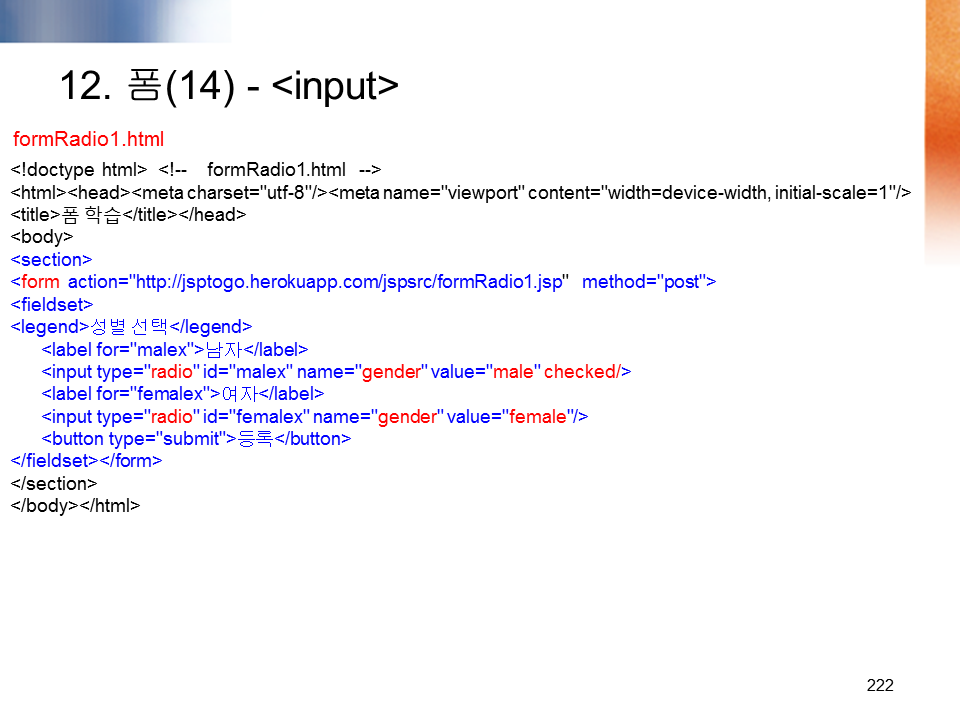 12. 폼(14) - <input>
formRadio1.html
<!doctype html> <!-- formRadio1.html -->
<html><head><meta charset="utf-8"/><meta name="viewport" content="width=device-width, initial-scale=1"/>
<title>폼 학습</title></head>
<body>
<section>
<form action="http://jsptogo.herokuapp.com/jspsrc/formRadio1.jsp" method="post">
<fieldset>
<legend>성별 선택</legend>
<label for="malex">남자</label>
<input type="radio" id="malex" name="gender" value="male" checked/>
<label for="femalex">여자</label>
<input type="radio" id="femalex" name="gender" value="female"/>
<button type="submit">등록</button>
</fieldset></form>
</section>
</body></html>
222